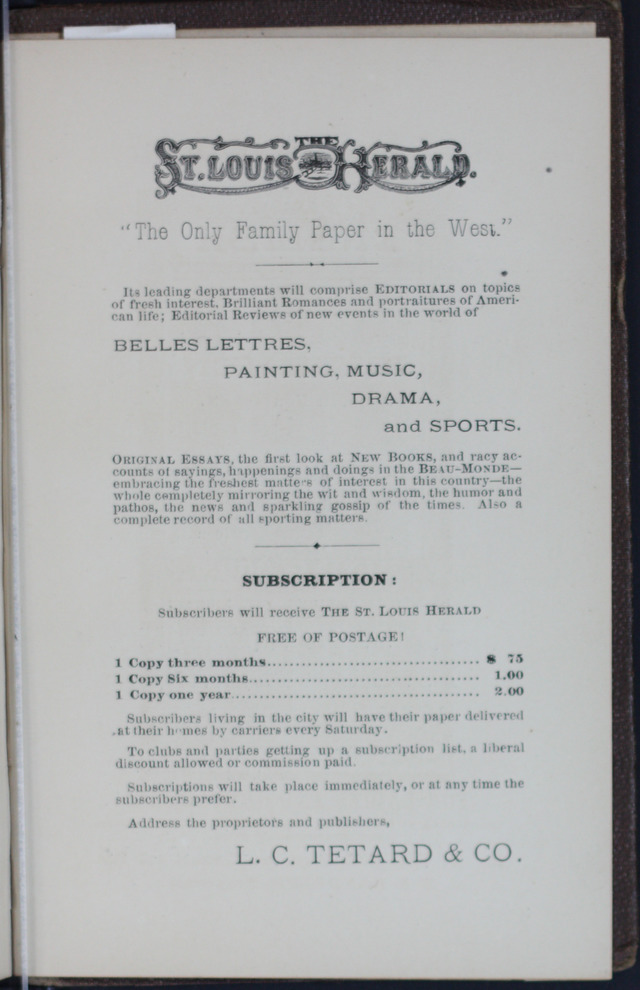 THE
ST. LOUIS HERALD.
"The Only Family Paper in the West."
Its leading departments will comprise EDITORIALS on topics
of fresh interest. Brilliant Romances and portraitures of Ameri-
can life; Editorial Reviews of new events in the world of
BELLES LETTRES,
PAINTING, MUSIC,
DRAMA,
and SPORTS.
ORIGINAL ESSAYS, the first look at NEW BOOKS, and racy ac-
counts of sayings, happenings and doings in the BEAU-MONDE—
embracing the freshest matters of interest in this country—the
whole completely mirroring the wit and wisdom, the humor and
pathos, the news and sparkling gossip of the times. Also a
complete record of all sporting matters.
SUBSCRIPTION:
Subscribers will receive THE ST. LOUIS HERALD
FREE OF POSTAGE!
1 Copy three months.................................... $ 75
1 Copy Six months....................................... 1.00
1 Copy one year.......................................... 2.00
Subscribers living in the city will have their paper delivered
at their homes by carriers every Saturday.
To clubs and parties getting up a subscription list, a liberal
discount allowed or commission paid.
Subscriptions will take place immediately, or at any time the
subscribers prefer.
Address the proprietors and publishers,
L. C. TETARD & CO.